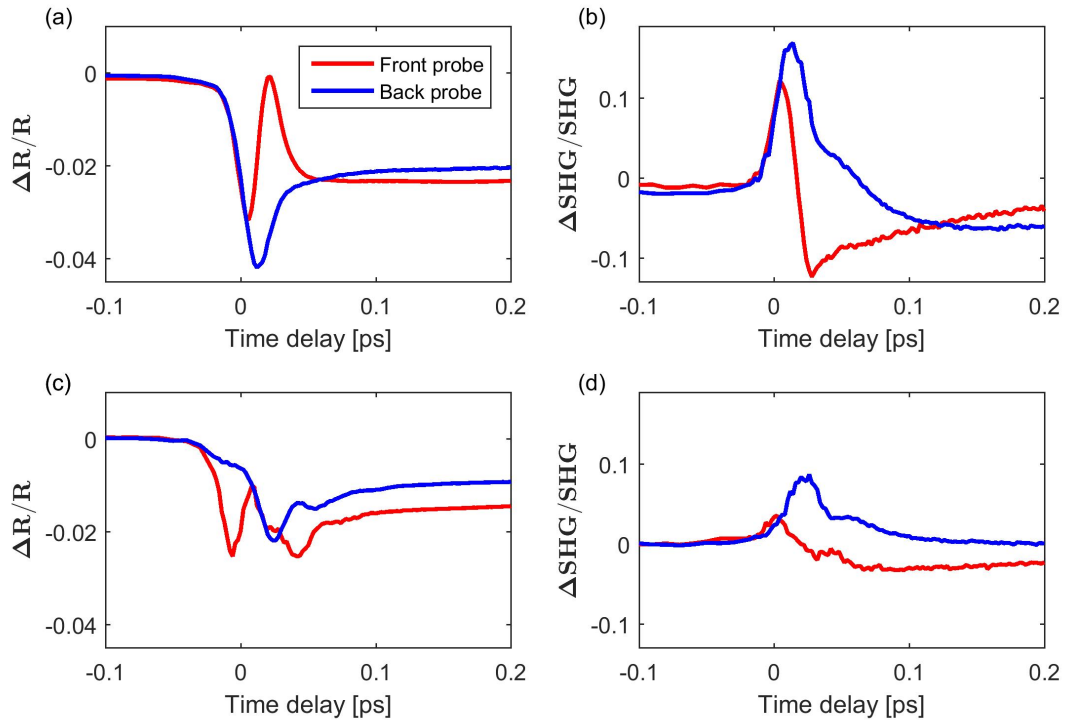 (a)
0
-0.02
-0.04
ΔR/R
-0.1 0 0.1 0.2
Time delay [ps]
Front probe
Back probe
(b)
0.1
0
-0.1
ΔSHG/SHG
-0.1 0 0.1 0.2
Time delay [ps]
(c)
0
-0.02
-0.04
ΔR/R
-0.1 0 0.1 0.2
Time delay [ps]
(d)
0.1
0
-0.1
ΔSHG/SHG
-0.1 0 0.1 0.2
Time delay [ps]